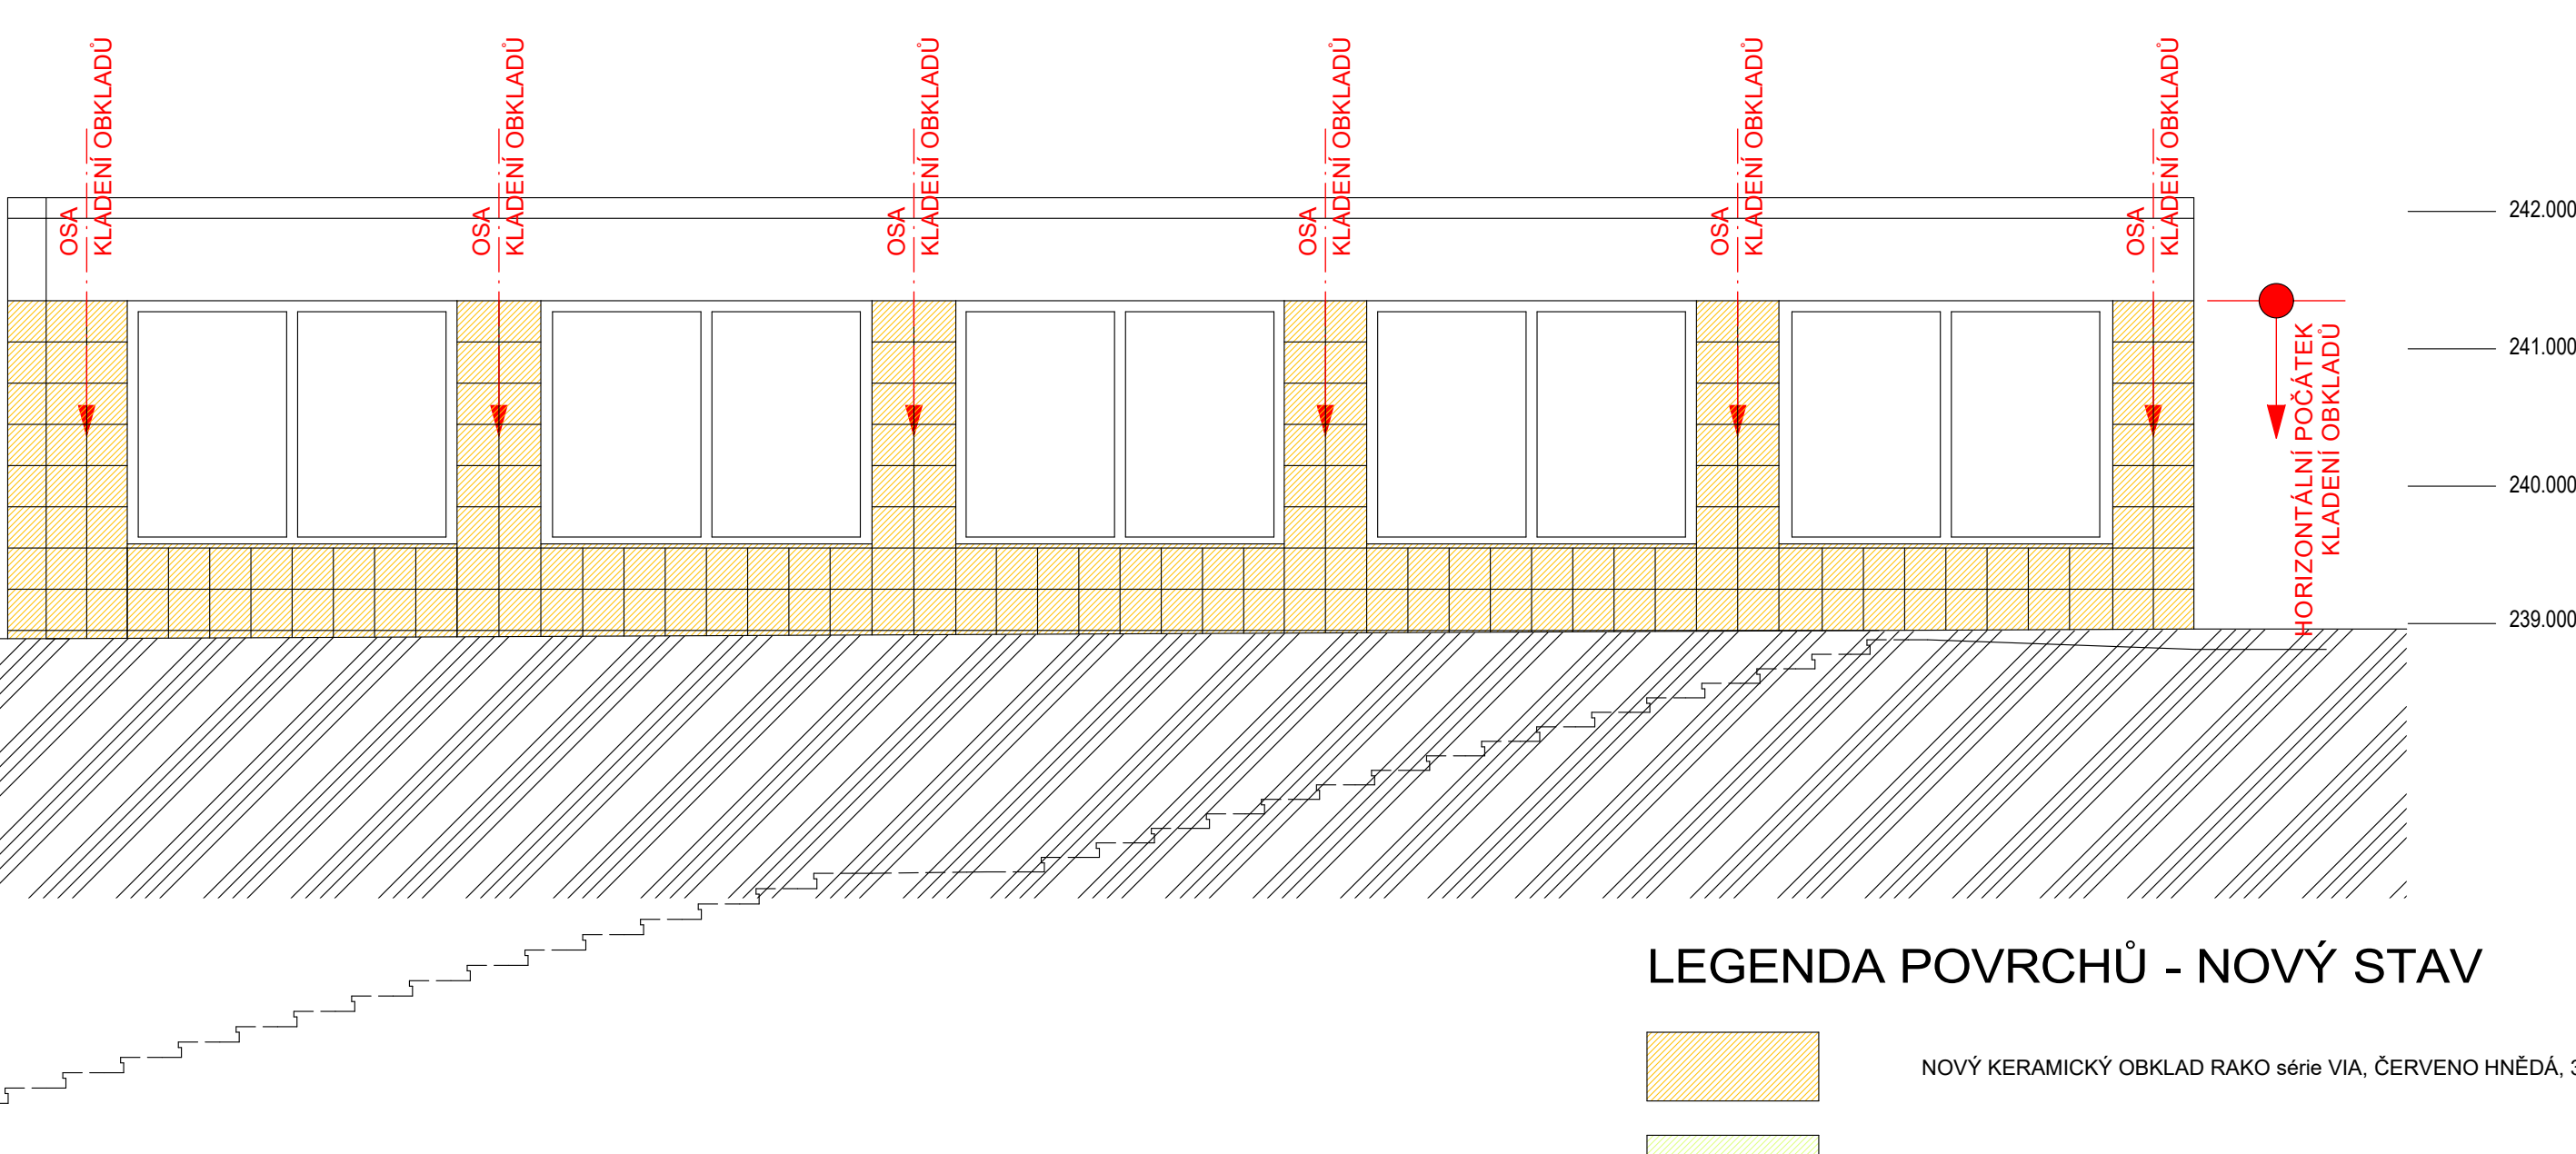 OSA
KLADENÍ OBKLADŮ
OSA
KLADENÍ OBKLADŮ
OSA
KLADENÍ OBKLADŮ
OSA
KLADENÍ OBKLADŮ
OSA
KLADENÍ OBKLADŮ
OSA
KLADENÍ OBKLADŮ
242.000
241.000
240.000
239.000
HORIZONTÁLNÍ POČÁTEK
KLADENÍ OBKLADŮ
LEGENDA POVRCHŮ - NOVÝ STAV
NOVÝ KERAMICKÝ OBKLAD RAKO série VIA, ČERVENO HNĚDÁ,